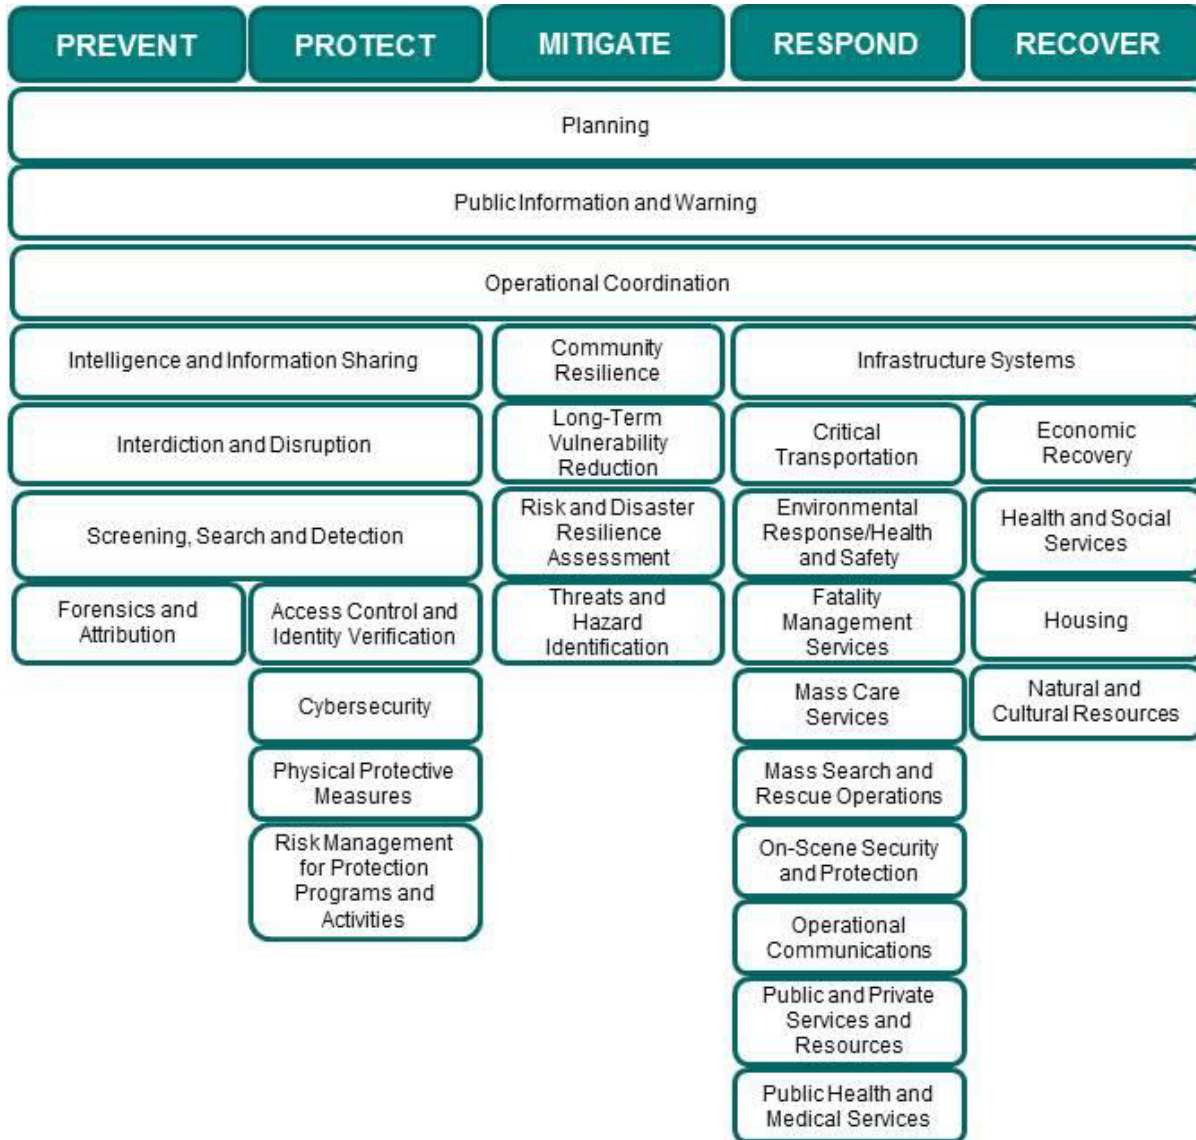 PREVENT
PROTECT
MITIGATE
RESPOND
RECOVER
Planning
Public Information and Warning
Operational Coordination
Intelligence and Information Sharing
Community
Resilience
Infrastructure Systems
Interdiction and Disruption
Long-Term
Vulnerability
Reduction
Critical
Transportation
Economic
Recovery
Screening, Search and Detection
Risk and Disaster
Resilience
Assessment
Environmental
Response/Health
and Safety
Health and Social
Services
Forensics and
Attribution
Access Control and
Identity Verification
Threats and
Hazard
Identification
Fatality
Management
Services
Housing
Cybersecurity
Mass Care
Services
Natural and
Cultural Resources
Physical Protective
Measures
Mass Search and
Rescue Operations
Risk Management
for Protection
Programs and
Activities
On-Scene Security
and Protection
Operational
Communications
Public and Private
Services and
Resources
Public Health and
Medical Services